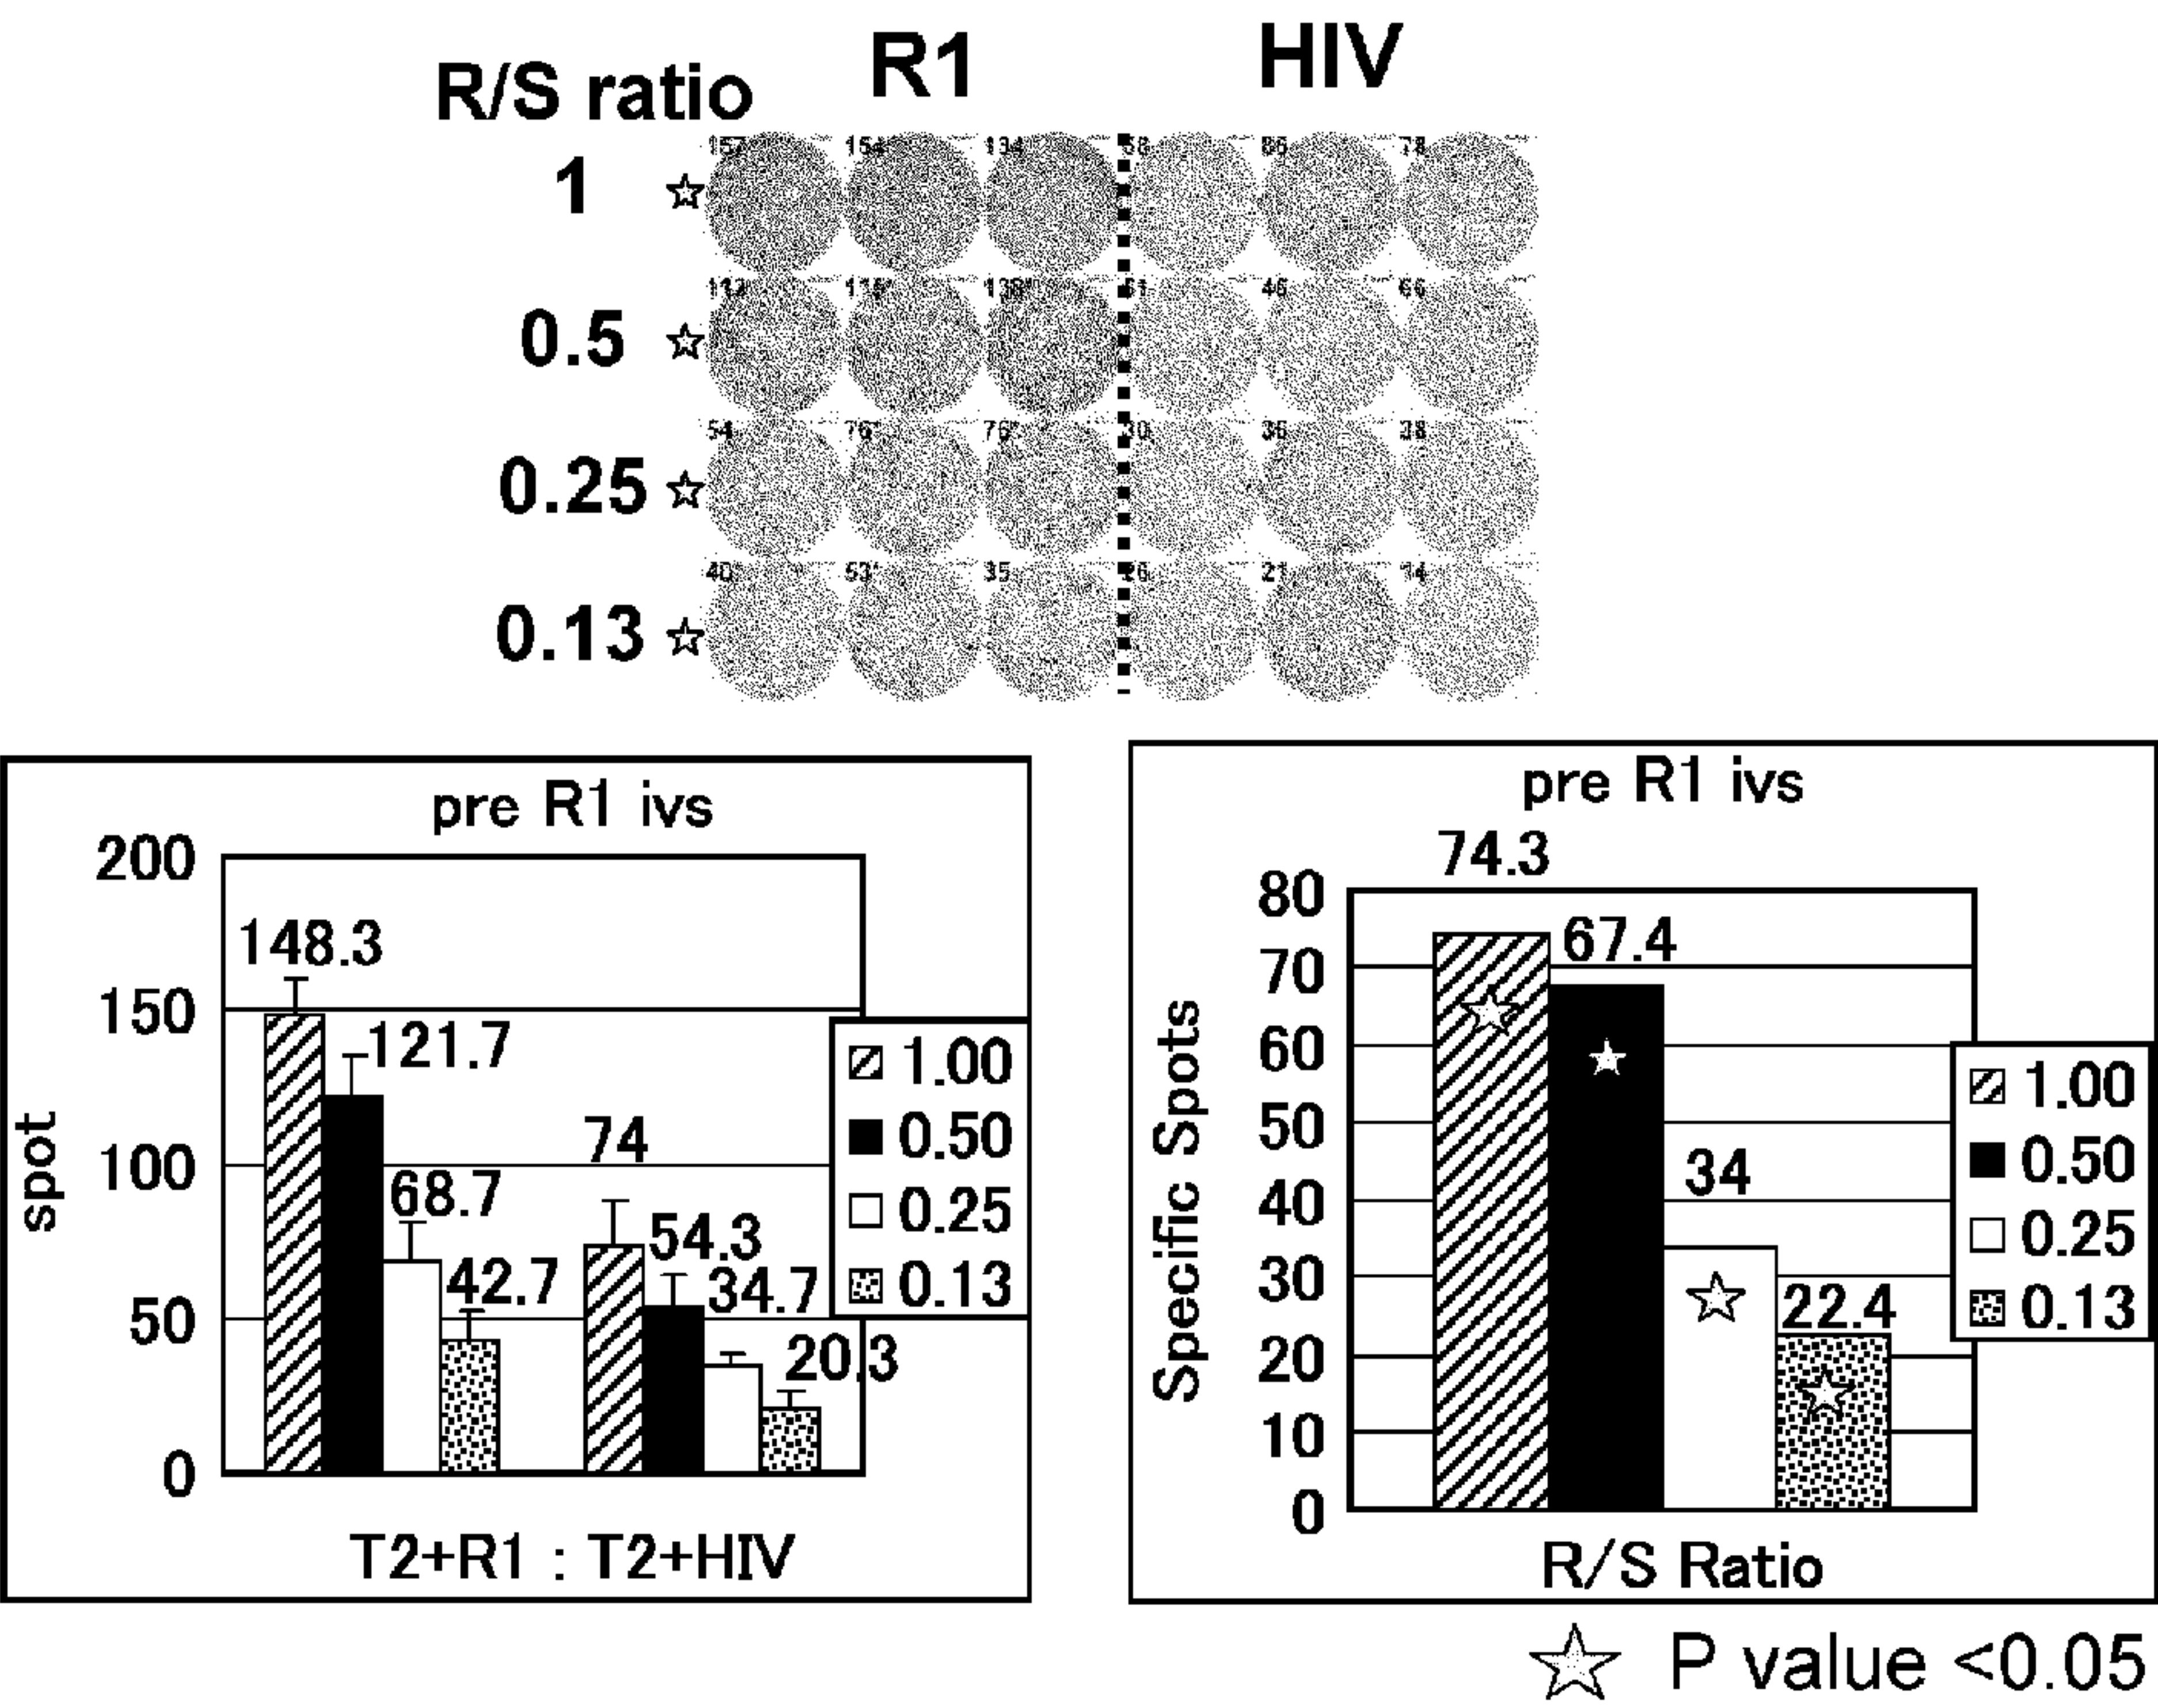 R/S ratio R1 HIV
1 157 154 134 86 78
0.5 138 46 66
0.25 54 76 76 30 36 38
0.13 40 53 35 26 21 14
pre R1 ivs
200
150
100
50
0
spot
148.3
121.7
68.7
42.7
74
54.3
34.7
20.3
1.00
0.50
0.25
0.13
T2+R1 : T2+HIV
pre R1 ivs
80
70
60
50
40
30
20
10
0
Specific Spots
74.3
67.4
34
22.4
1.00
0.50
0.25
0.13
R/S Ratio
P value <0.05